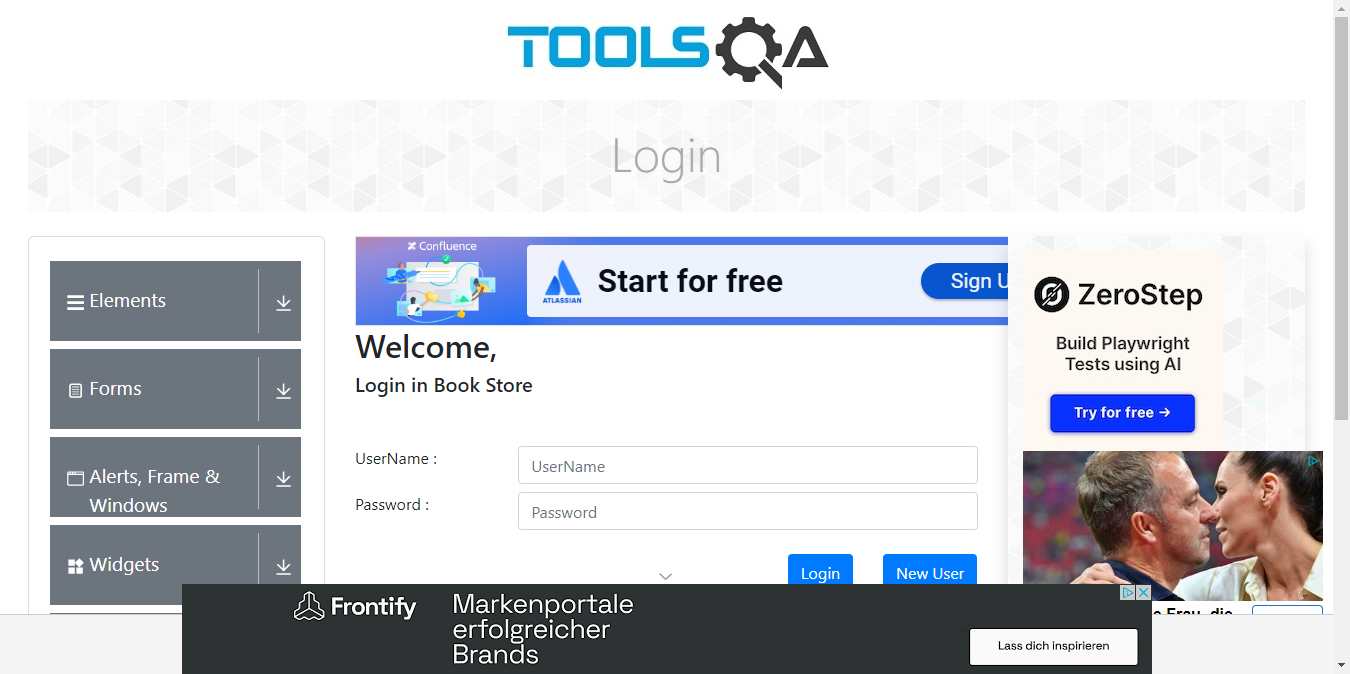 TOOLSQA
Login
Elements
Forms
Alerts, Frame &
Windows
Widgets
Confluence
ATLASSIAN
Start for free
Sign U
Welcome,
Login in Book Store
UserName :
UserName
Password :
Password
Login
New User
ZeroStep
Build Playwright
Tests using AI
Try for free →
e Frau, die
Frontify
Markenportale
erfolgreicher
Brands
Lass dich inspirieren